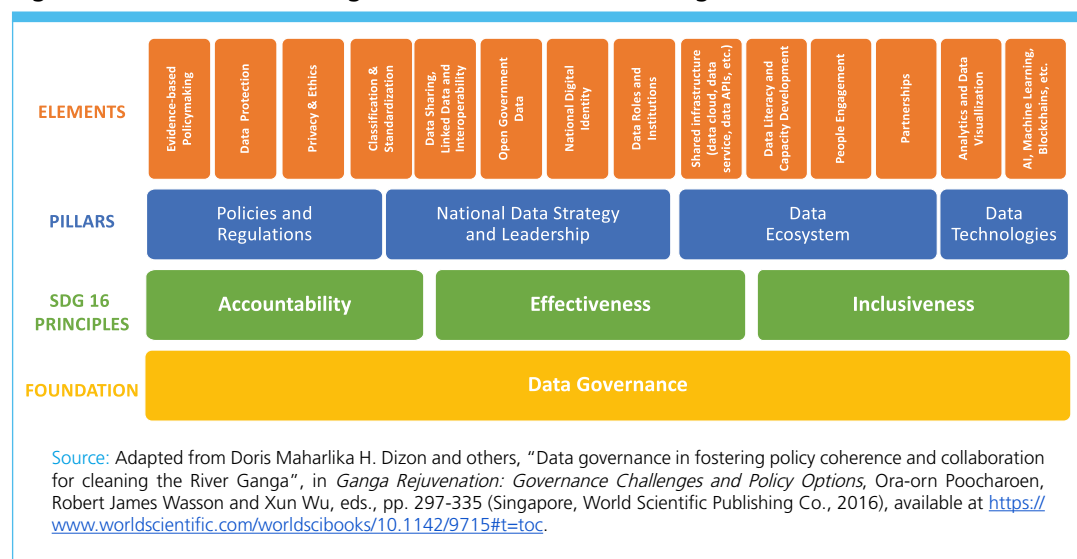 ELEMENTS
Evidence-based
Policymaking
Data Protection
Privacy & Ethics
Classification &
Standardization
Data Sharing,
Linked Data and
Interoperability
Open Government
Data
National Digital
Identity
Data Roles and
Institutions
Shared infrastructure
(data cloud, data
service, data APIs, etc.)
Data Literacy and
Capacity Development
People Engagement
Partnerships
Analytics and Data
Visuallization
AI, Machine Learning,
Blockchains, etc.
PILLARS
Policies and
Regulations
National Data Strategy
and Leadership
Data
Ecosystem
Data
Technologies
SDG 16
PRINCIPLES
Accountability
Effectiveness
Inclusiveness
FOUNDATION
Data Governance
Source: Adapted from Doris Maharlika H. Dizon and others, “Data governance in fostering policy coherence and collaboration
for cleaning the River Ganga”, in Ganga Rejuvenation: Governance Challenges and Policy Options, Ora-orn Poocharoen,
Robert James Wasson and Xun Wu, eds., pp. 297-335 (Singapore, World Scientific Publishing Co., 2016), available at https://
www.worldscientific.com/worldscibooks/10.1142/9715#t=toc.